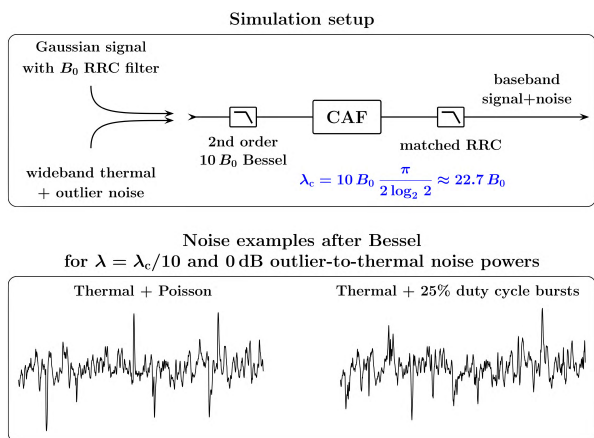 Simulation setup
Gaussian signal
with B₀ RRC filter
wideband thermal
+ outlier noise
2nd order
10 B₀ Bessel
CAF
matched RRC
baseband
signal+noise
λ_c = 10 B₀ π / (2 log₂ 2) ≈ 22.7 B₀
Noise examples after Bessel
for λ = λ_c/10 and 0 dB outlier-to-thermal noise powers
Thermal + Poisson
Thermal + 25% duty cycle bursts